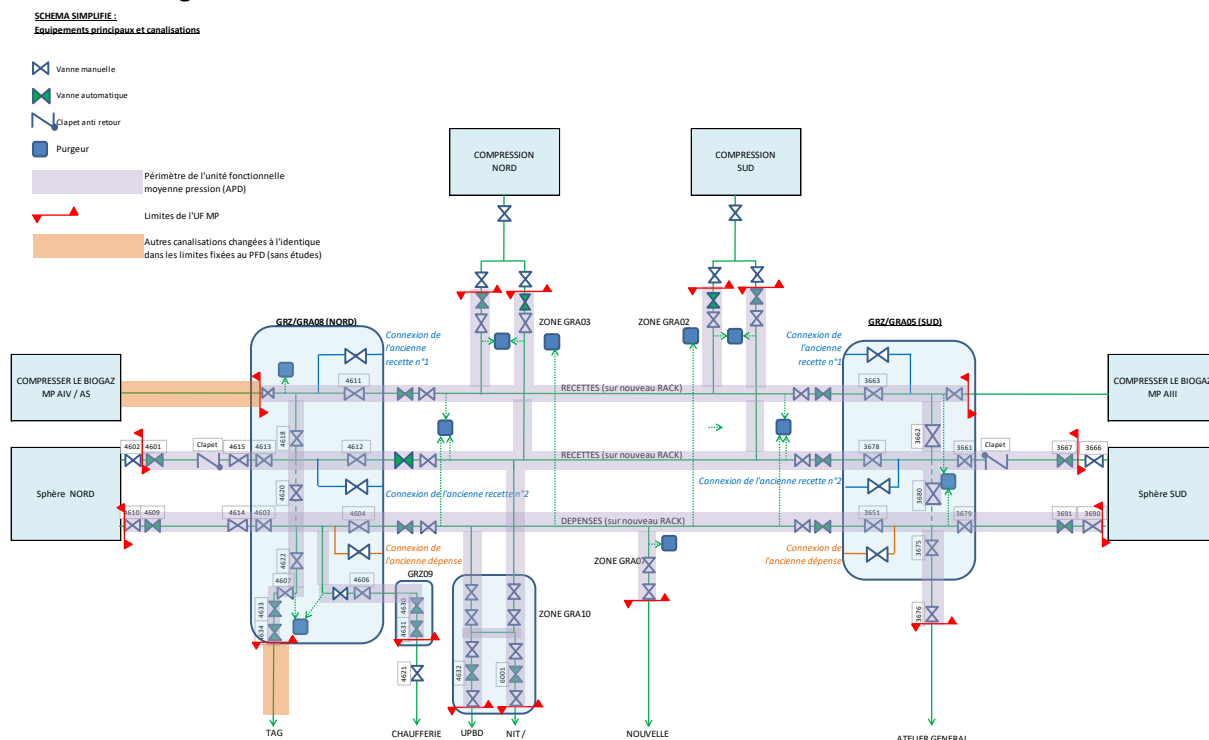 SCHEMA SIMPLIFIE :
Equipements principaux et canalisations
Vanne manuelle
Vanne automatique
Clapet anti retour
Purgeur
Périmètre de l'unité fonctionnelle
moyenne pression (APD)
Limites de l'UF MP
Autres canalisations changées à l'identique
dans les limites fixées au PFD (sans études)
COMPRESSION
NORD
COMPRESSION
SUD
GRZ/GRA08 (NORD)
ZONE GRA03
ZONE GRA02
GRZ/GRA05 (SUD)
Connexion de
l'ancienne
recette n°1
Connexion de
l'ancienne
recette n°1
COMPRESSER LE BIOGAZ
MP AIV / AS
4611
RECETTES (sur nouveau RACK)
3663
COMPRESSER LE BIOGAZ
MP AIII
4618
3662
4602
4601
Clapet
4615
4613
4612
RECETTES (sur nouveau RACK)
3678
3661
Clapet
3667
3666
Sphère NORD
4620
Connexion de l'ancienne recette n°2
Connexion de l'ancienne recette n°2
3680
Sphère SUD
4610
4609
4614
4603
4604
DEPENSES (sur nouveau RACK)
3651
3679
3691
3690
4622
Connexion de
l'ancienne dépense
ZONE GRA07
Connexion de
l'ancienne dépense
3675
4607
4606
GRZ09
4633
4634
4630
4631
ZONE GRA10
3676
4621
4632
6001
TAG
CHAUFFERIE
UPBD
NIT /
NOUVELLE
ATELIER GENERAL